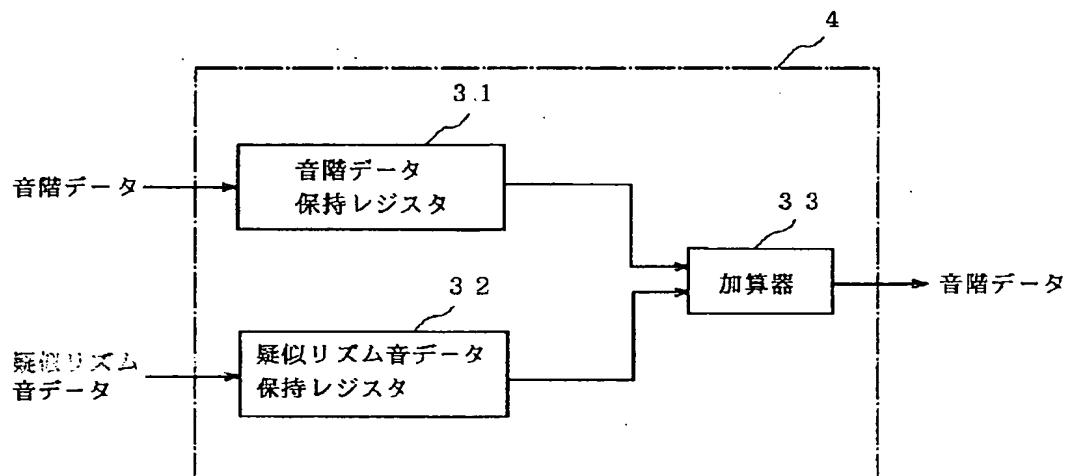 4
3.1
音階データ
音階データ
保持レジスタ
3 3
加算器
音階データ
3 2
疑似リズム
音データ
疑似リズム音データ
保持レジスタ